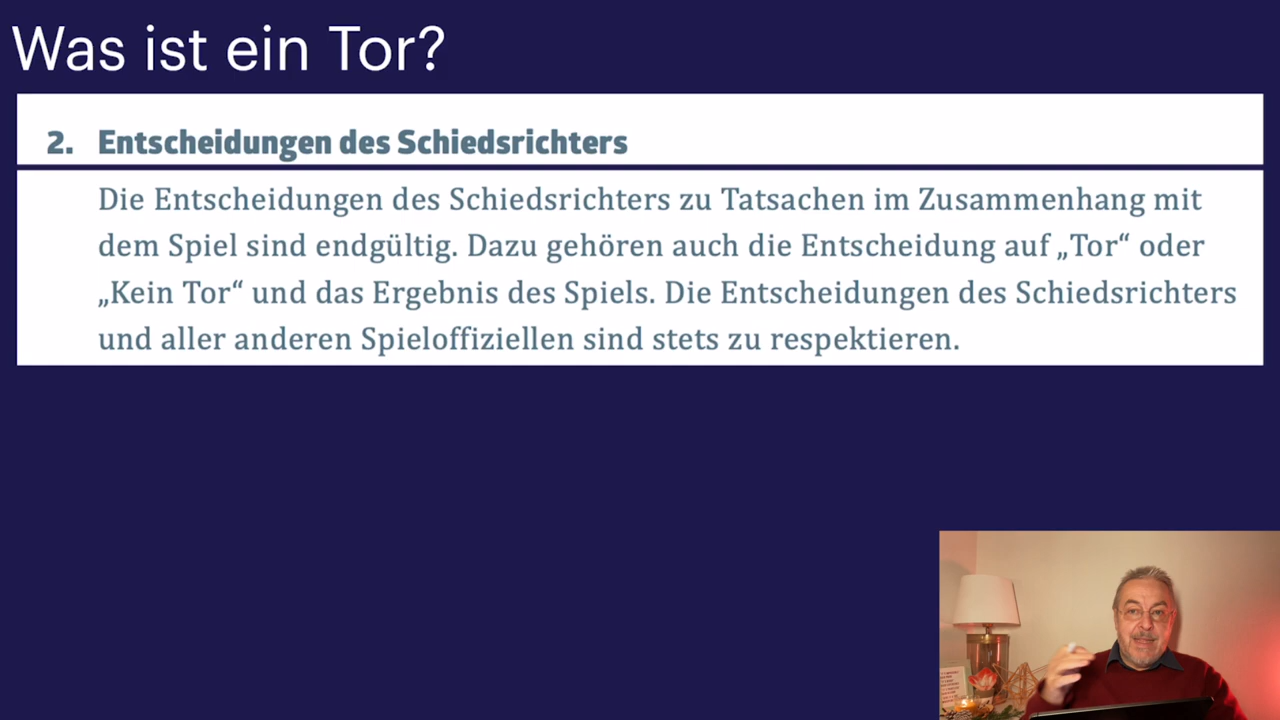 Was ist ein Tor?
2. Entscheidungen des Schiedsrichters
Die Entscheidungen des Schiedsrichters zu Tatsachen im Zusammenhang mit
dem Spiel sind endgültig. Dazu gehören auch die Entscheidung auf „Tor“ oder
„Kein Tor“ und das Ergebnis des Spiels. Die Entscheidungen des Schiedsrichters
und aller anderen Spieloffiziellen sind stets zu respektieren.